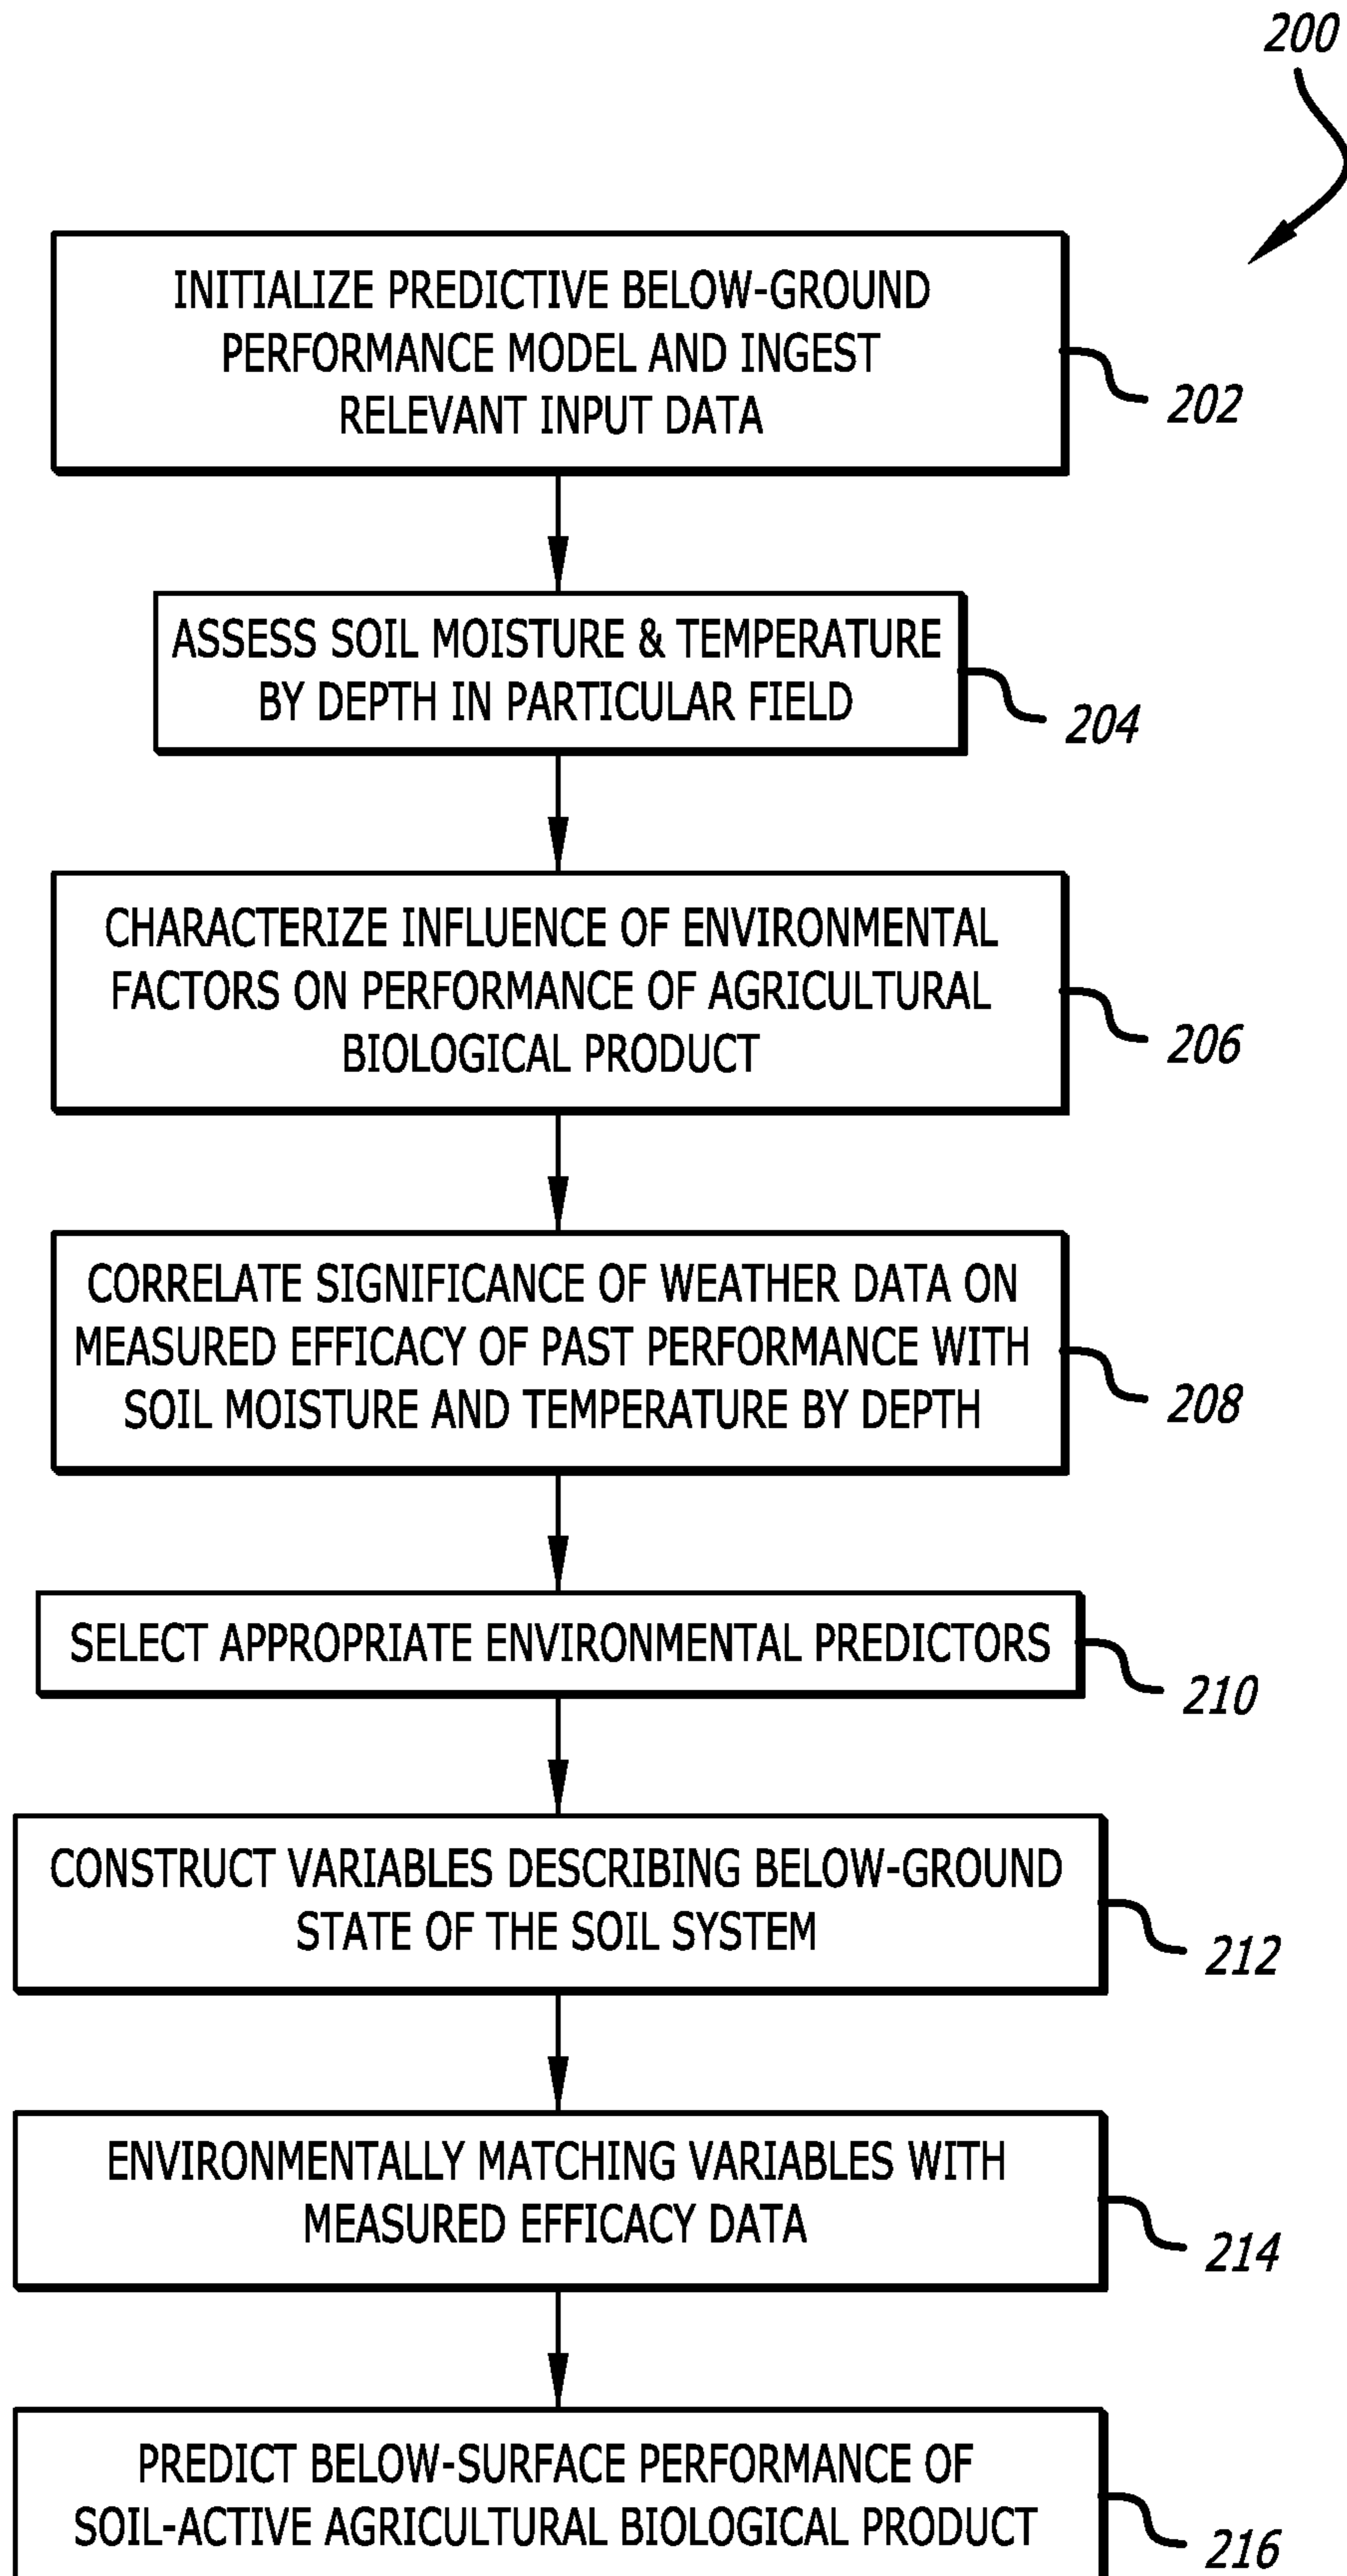 200
INITIALIZE PREDICTIVE BELOW-GROUND
PERFORMANCE MODEL AND INGEST
RELEVANT INPUT DATA
202
ASSESS SOIL MOISTURE & TEMPERATURE
BY DEPTH IN PARTICULAR FIELD
204
CHARACTERIZE INFLUENCE OF ENVIRONMENTAL
FACTORS ON PERFORMANCE OF AGRICULTURAL
BIOLOGICAL PRODUCT
206
CORRELATE SIGNIFICANCE OF WEATHER DATA ON
MEASURED EFFICACY OF PAST PERFORMANCE WITH
SOIL MOISTURE AND TEMPERATURE BY DEPTH
208
SELECT APPROPRIATE ENVIRONMENTAL PREDICTORS
210
CONSTRUCT VARIABLES DESCRIBING BELOW-GROUND
STATE OF THE SOIL SYSTEM
212
ENVIRONMENTALLY MATCHING VARIABLES WITH
MEASURED EFFICACY DATA
214
PREDICT BELOW-SURFACE PERFORMANCE OF
SOIL-ACTIVE AGRICULTURAL BIOLOGICAL PRODUCT
216